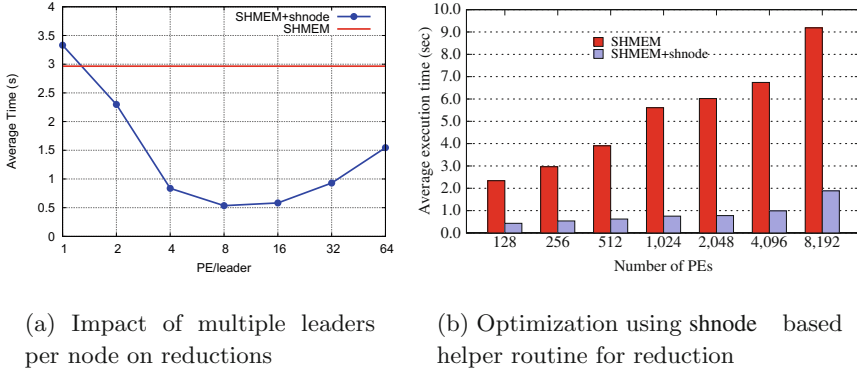 4
3.5
3
2.5
2
1.5
1
0.5
0
1
2
4
8
16
32
64
Average Time (s)
PE/leader
SHMEM+shnode
SHMEM
10.0
9.0
8.0
7.0
6.0
5.0
4.0
3.0
2.0
1.0
0.0
128
256
512
1,024
2,048
4,096
8,192
Average execution time (sec)
Number of PEs
SHMEM
SHMEM+shnode
(a) Impact of multiple leaders
per node on reductions
(b) Optimization using shnode based
helper routine for reduction